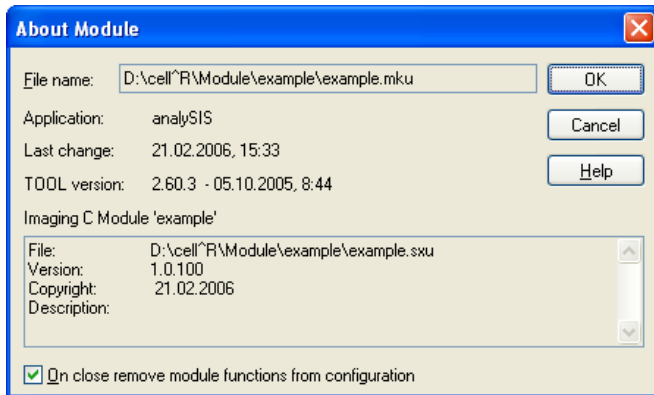 About Module
File name: D:\cell^R\Module\example\example.mku OK
Application: analySIS Cancel
Last change: 21.02.2006, 15:33
TOOL version: 2.60.3 - 05.10.2005, 8:44 Help
Imaging C Module 'example'
File: D:\cell^R\Module\example\example.sxu
Version: 1.0.100
Copyright: 21.02.2006
Description:
On close remove module functions from configuration